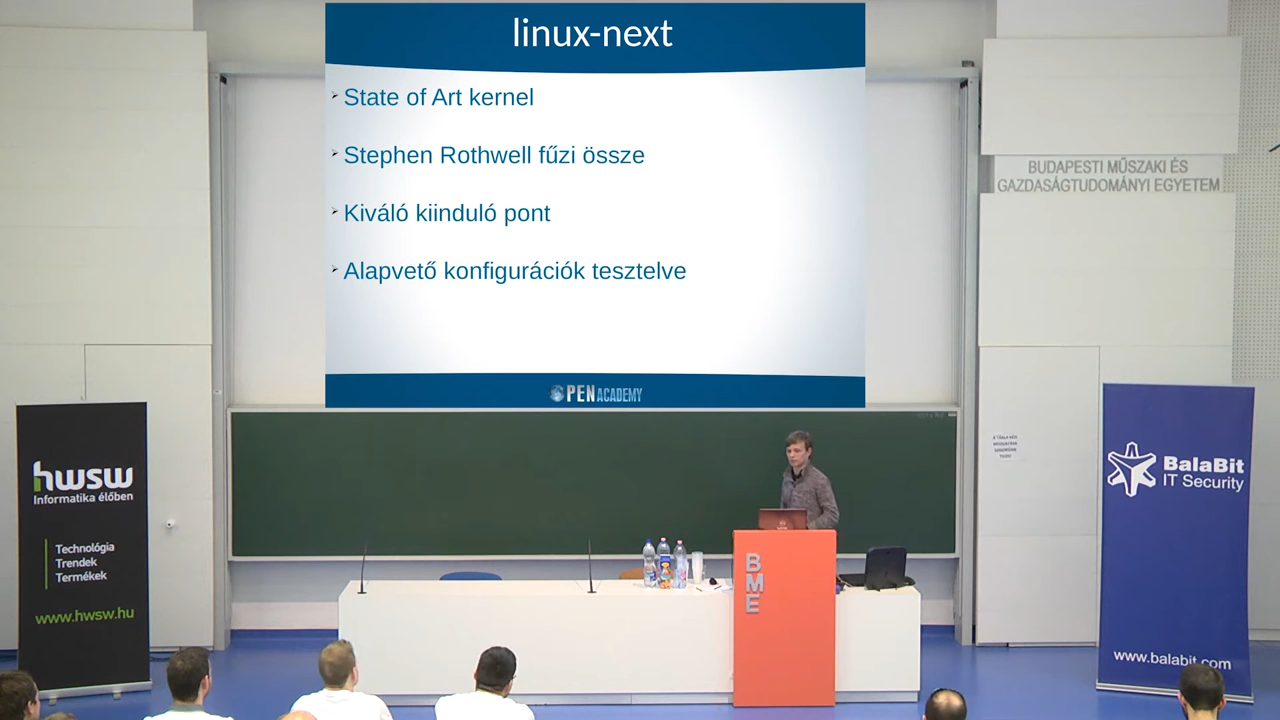 linux-next
State of Art kernel
Stephen Rothwell fűzi össze
Kiváló kiinduló pont
Alapvető konfigurációk tesztelve
PEN ACADEMY
BUDAPESTI MŰSZAKI ÉS
GAZDASÁGTUDOMÁNYI EGYETEM
hwsw
Informatika élőben
Technológia
Trendek
Termékek
www.hwsw.hu
BME
BalaBit
IT Security
www.balabit.com